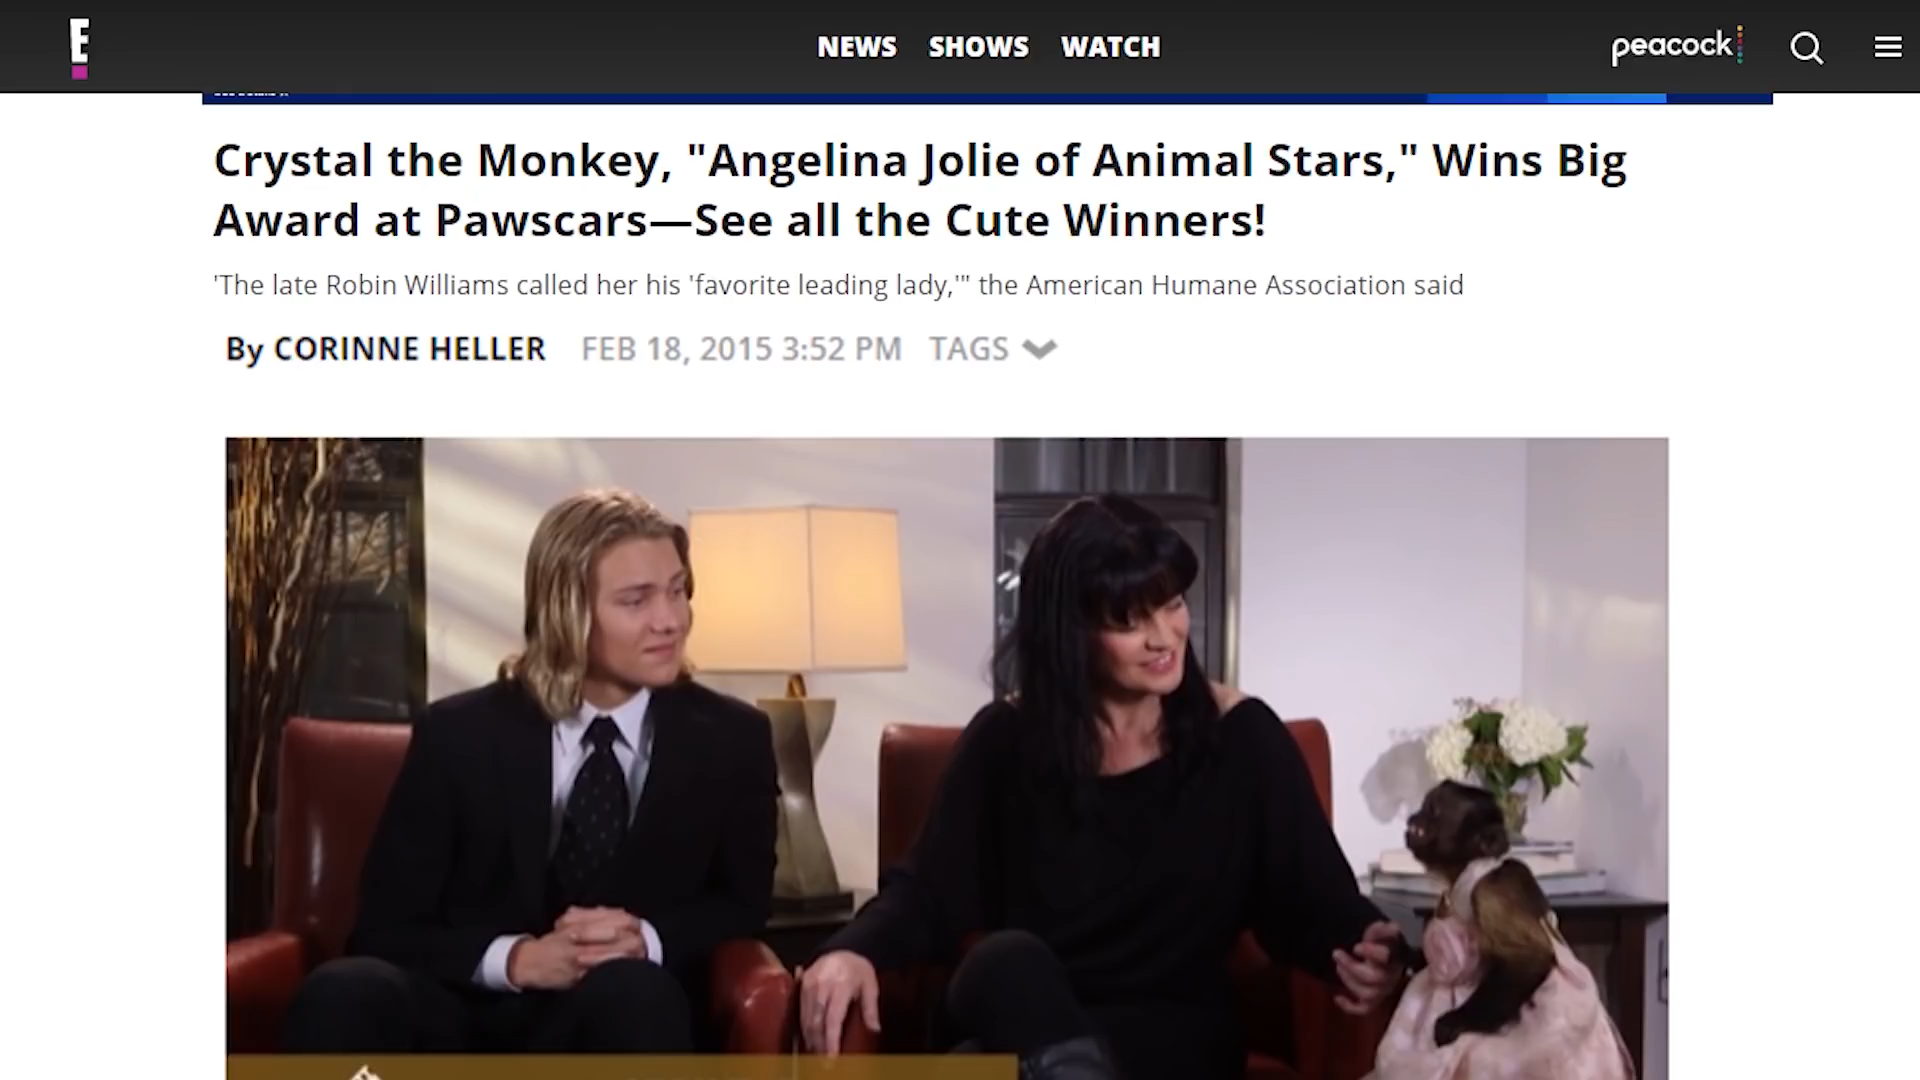 E
NEWS SHOWS WATCH
peacock
Crystal the Monkey, "Angelina Jolie of Animal Stars," Wins Big
Award at Pawscars—See all the Cute Winners!
'The late Robin Williams called her his 'favorite leading lady,'" the American Humane Association said
By CORINNE HELLER FEB 18, 2015 3:52 PM TAGS